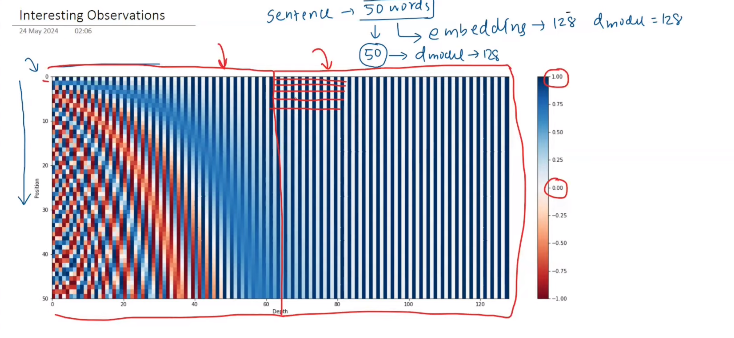 Interesting Observations
24 May 2024 02:06
sentence → 50 words
↳ embedding → 128 dmodel = 128
50 → dmodel → 128
0
10
20
30
40
50
Position
0 20 40 60 80 100 120
Depth
1.00
0.75
0.50
0.25
0.00
−0.25
−0.50
−0.75
−1.00